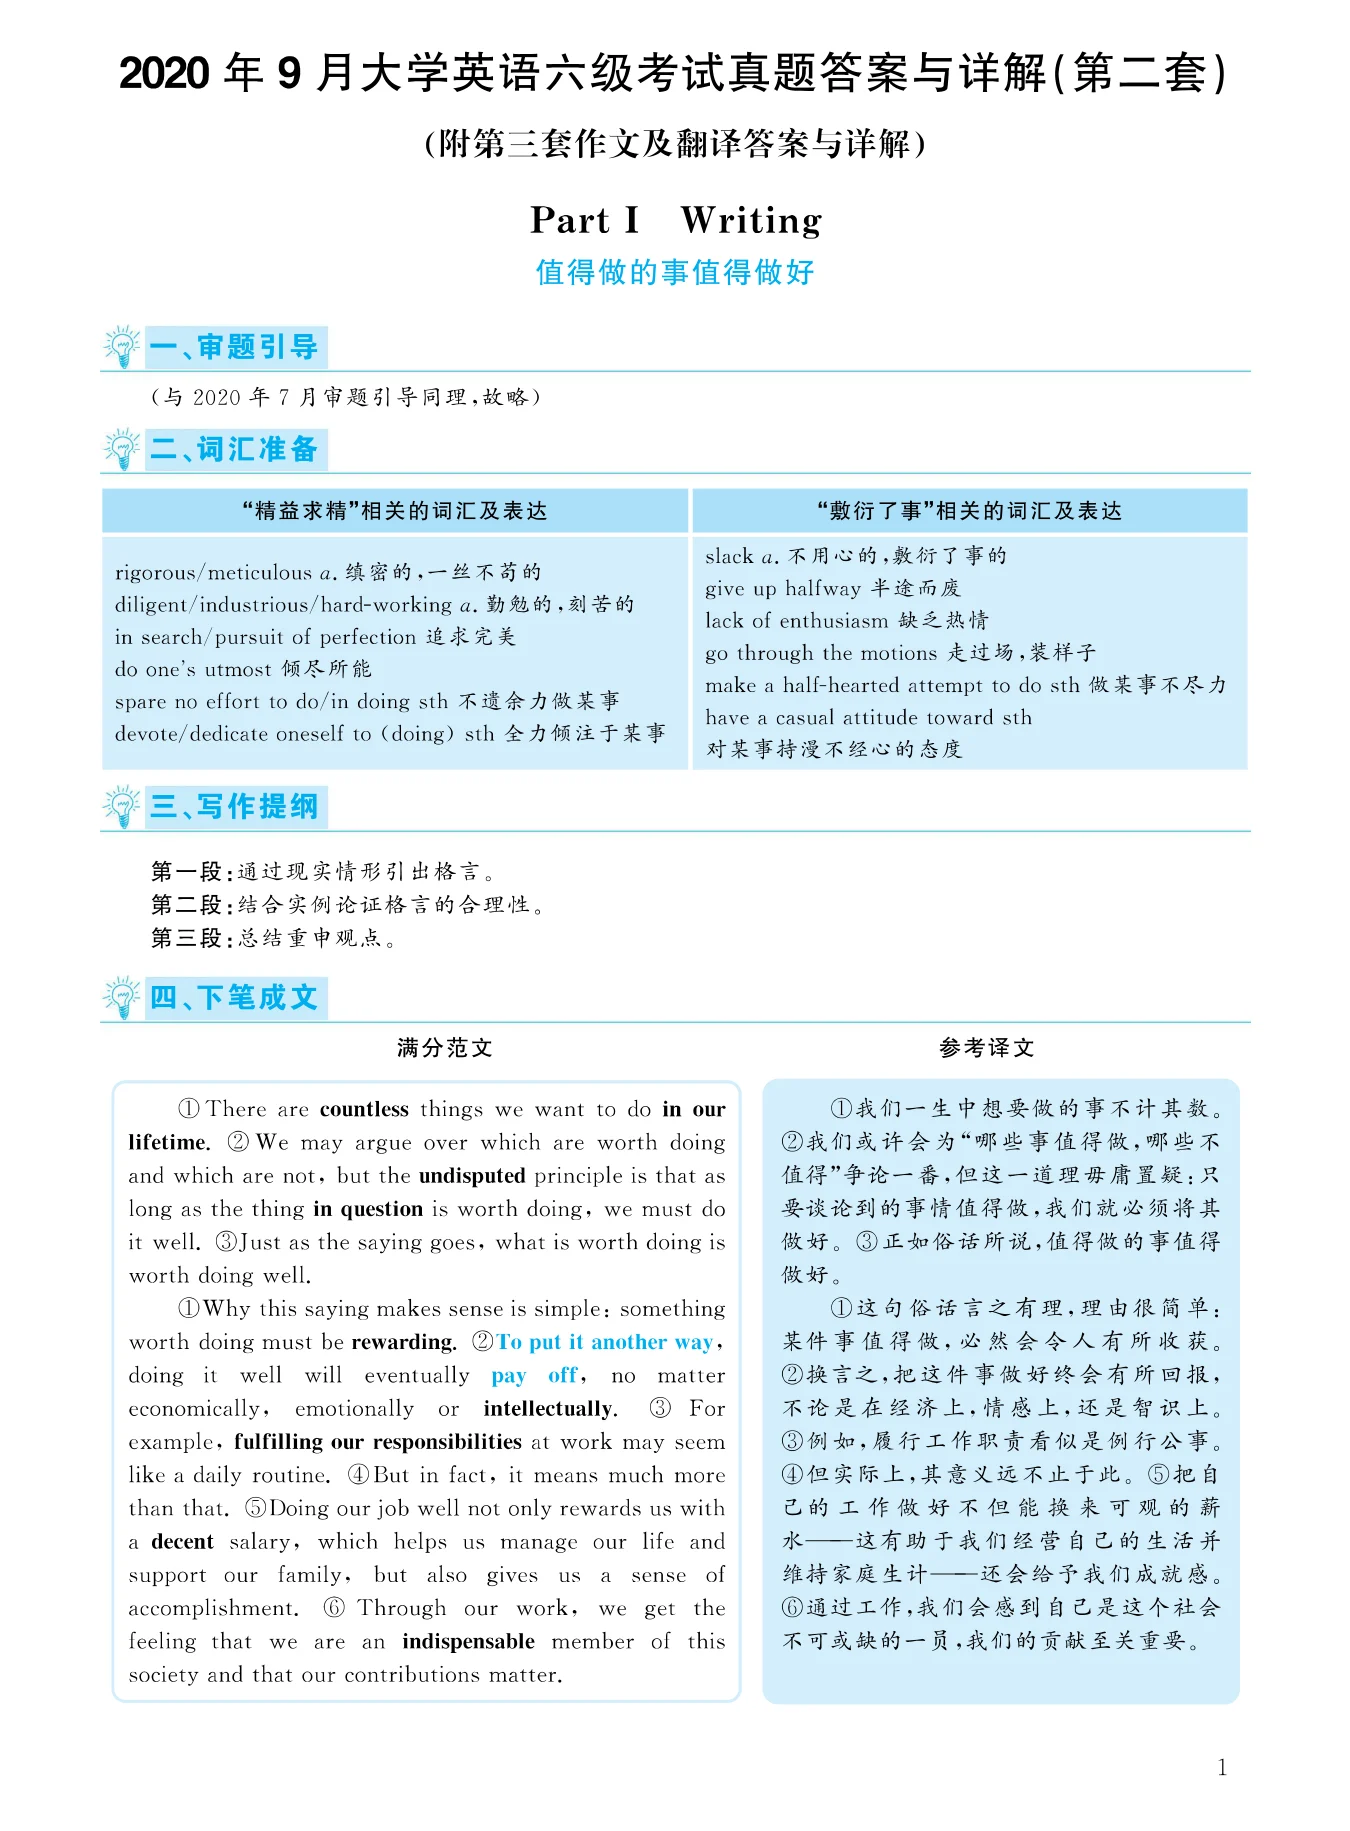 2020 年 9 月大学英语六级考试真题答案与详解(第二套)
(附第三套作文及翻译答案与详解)
Part I Writing
值得做的事值得做好
一、审题引导
(与 2020 年 7 月审题引导同理,故略)
二、词汇准备
“精益求精”相关的词汇及表达
rigorous/meticulous a. 缜密的,一丝不苟的
diligent/industrious/hard-working a. 勤勉的,刻苦的
in search/pursuit of perfection 追求完美
do one's utmost 倾尽所能
spare no effort to do/in doing sth 不遗余力做某事
devote/dedicate oneself to (doing) sth 全力倾注于某事
“敷衍了事”相关的词汇及表达
slack a. 不用心的,敷衍了事的
give up halfway 半途而废
lack of enthusiasm 缺乏热情
go through the motions 走过场,装样子
make a half-hearted attempt to do sth 做某事不尽力
have a casual attitude toward sth
对某事持漫不经心的态度
三、写作提纲
第一段:通过现实情形引出格言。
第二段:结合实例论证格言的合理性。
第三段:总结重申观点。
四、下笔成文
满分范文
①There are countless things we want to do in our
lifetime. ②We may argue over which are worth doing
and which are not, but the undisputed principle is that as
long as the thing in question is worth doing, we must do
it well. ③Just as the saying goes, what is worth doing is
worth doing well.
①Why this saying makes sense is simple: something
worth doing must be rewarding. ②To put it another way,
doing it well will eventually pay off, no matter
economically, emotionally or intellectually. ③ For
example, fulfilling our responsibilities at work may seem
like a daily routine. ④But in fact, it means much more
than that. ⑤Doing our job well not only rewards us with
a decent salary, which helps us manage our life and
support our family, but also gives us a sense of
accomplishment. ⑥ Through our work, we get the
feeling that we are an indispensable member of this
society and that our contributions matter.
参考译文
①我们一生中想要做的事不计其数。
②我们或许会为“哪些事值得做,哪些不
值得”争论一番,但这一道理毋庸置疑:只
要谈论到的事情值得做,我们就必须将其
做好。③正如俗话所说,值得做的事值得
做好。
①这句俗话言之有理,理由很简单:
某件事值得做,必然会令人有所收获。
②换言之,把这件事做好终会有所回报,
不论是在经济上,情感上,还是智识上。
③例如,履行工作职责看似是例行公事。
④但实际上,其意义远不止于此。⑤把自
己的工作做好不但能换来可观的薪
水——这有助于我们经营自己的生活并
维持家庭生计——还会给予我们成就感。
⑥通过工作,我们会感到自己是这个社会
不可或缺的一员,我们的贡献至关重要。
1